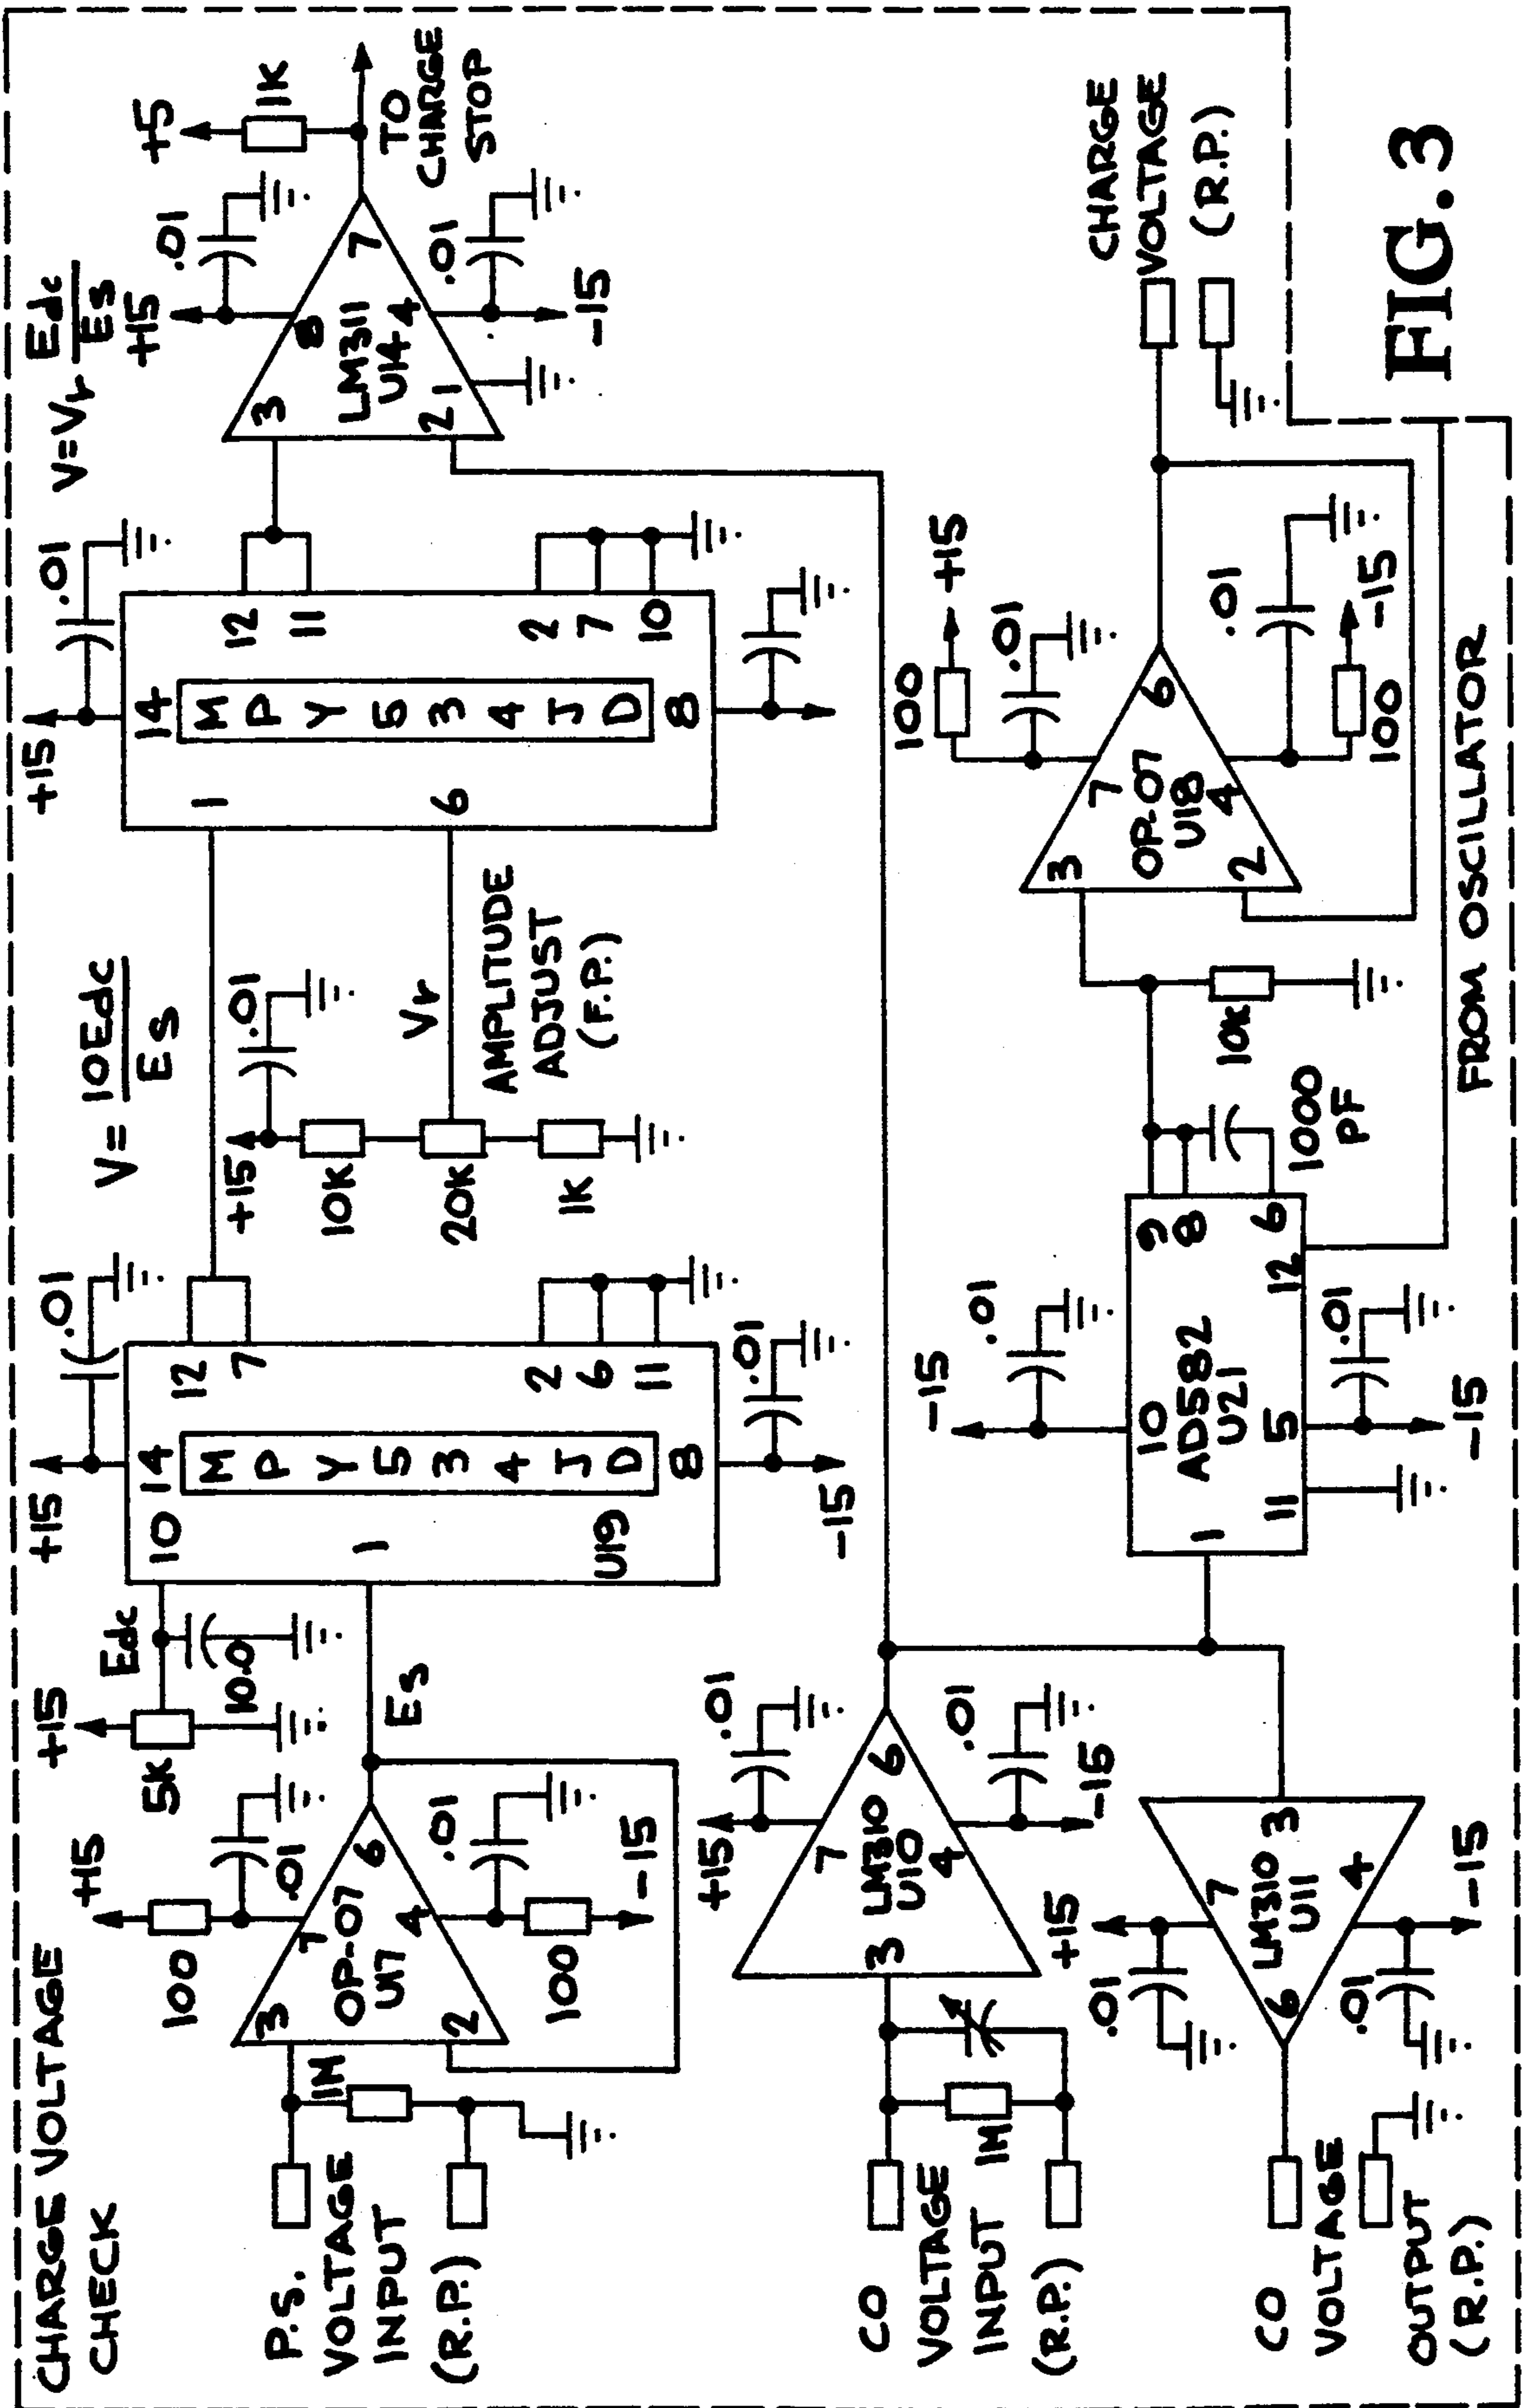 CHARGE VOLTAGE
CHECK
P.S.
VOLTAGE
INPUT
(R.P.)
1M
3
OP-07
U17
2
7
4
6
100
+15
.01
.01
100
-15
Es
+15
5K
Edc
10.0
10
14
+15
.01
1
MPY534JD
U19
8
-15
.01
12
7
2
6
11
V= 10Edc
Es
+15
10K
20K
1K
.01
Vr
AMPLITUDE
ADJUST
(F.P.)
1
6
14
+15
.01
MPY534JD
8
12
11
2
7
10
V=Vr Edc
Es
+15
.01
3
8
LM311
U14
4
2
1
7
.01
-15
+5
1K
TO
CHARGE
STOP
CO
VOLTAGE
INPUT
(R.P.)
1M
3
LM310
U10
7
4
6
+15
.01
.01
-15
CO
VOLTAGE
OUTPUT
(R.P.)
6
LM310
U11
7
4
3
+15
.01
.01
-15
1
11
10
AD582
U21
5
12
9
8
6
-15
.01
.01
-15
1000
PF
10K
3
OP-07
U18
2
7
4
6
100
+15
.01
.01
-15
100
FROM OSCILLATOR
CHARGE
VOLTAGE
(R.P.)
FIG. 3